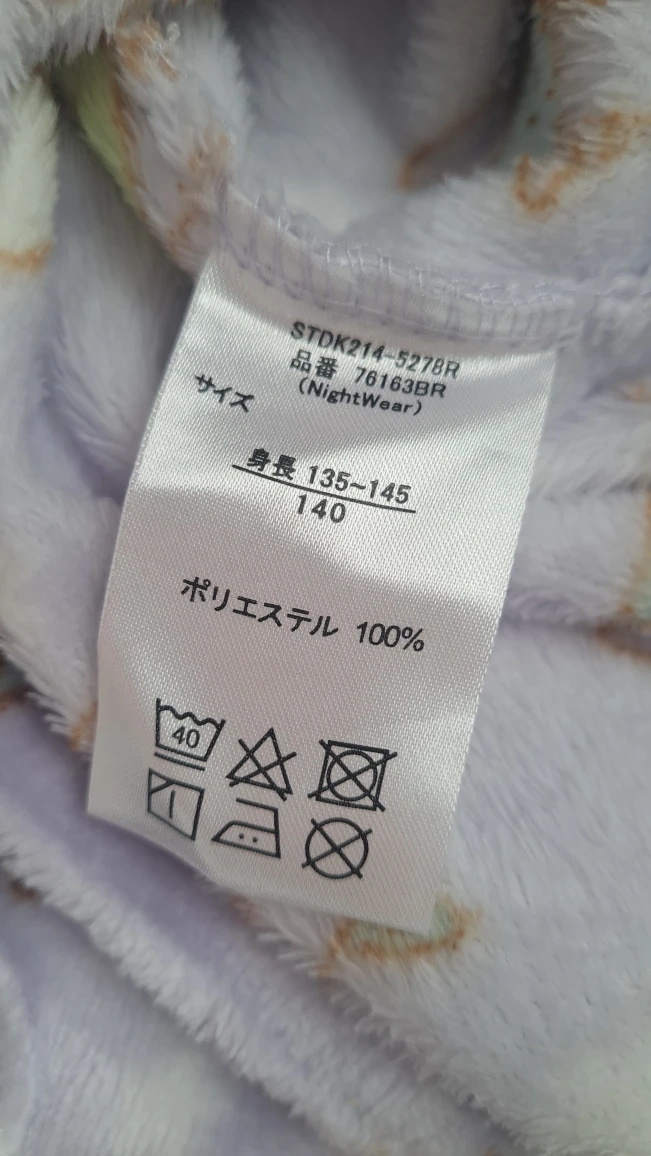 STDK214-5278R
品番 76163BR
(NightWear)
サイズ
身長 135~145
140
ポリエステル 100%
40